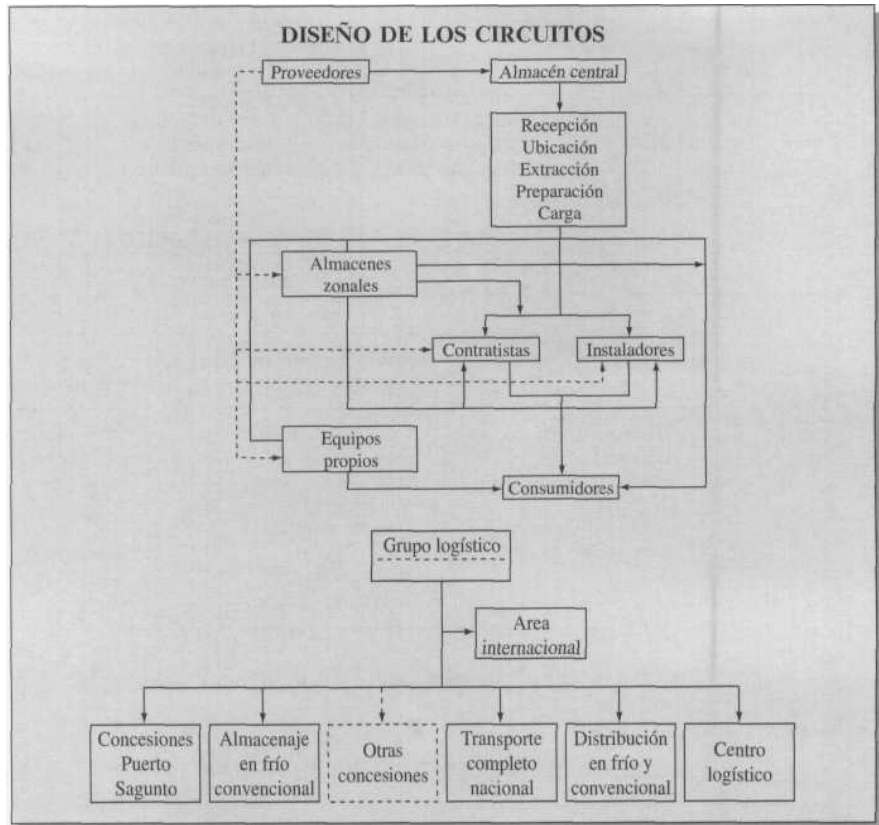 DISEÑO DE LOS CIRCUITOS
Proveedores
Almacén central
Recepción
Ubicación
Extracción
Preparación
Carga
Almacenes
zonales
Contratistas
Instaladores
Equipos
propios
Consumidores
Grupo logístico
Area
internacional
Concesiones
Puerto
Sagunto
Almacenaje
en frío
convencional
Otras
concesiones
Transporte
completo
nacional
Distribución
en frío y
convencional
Centro
logístico